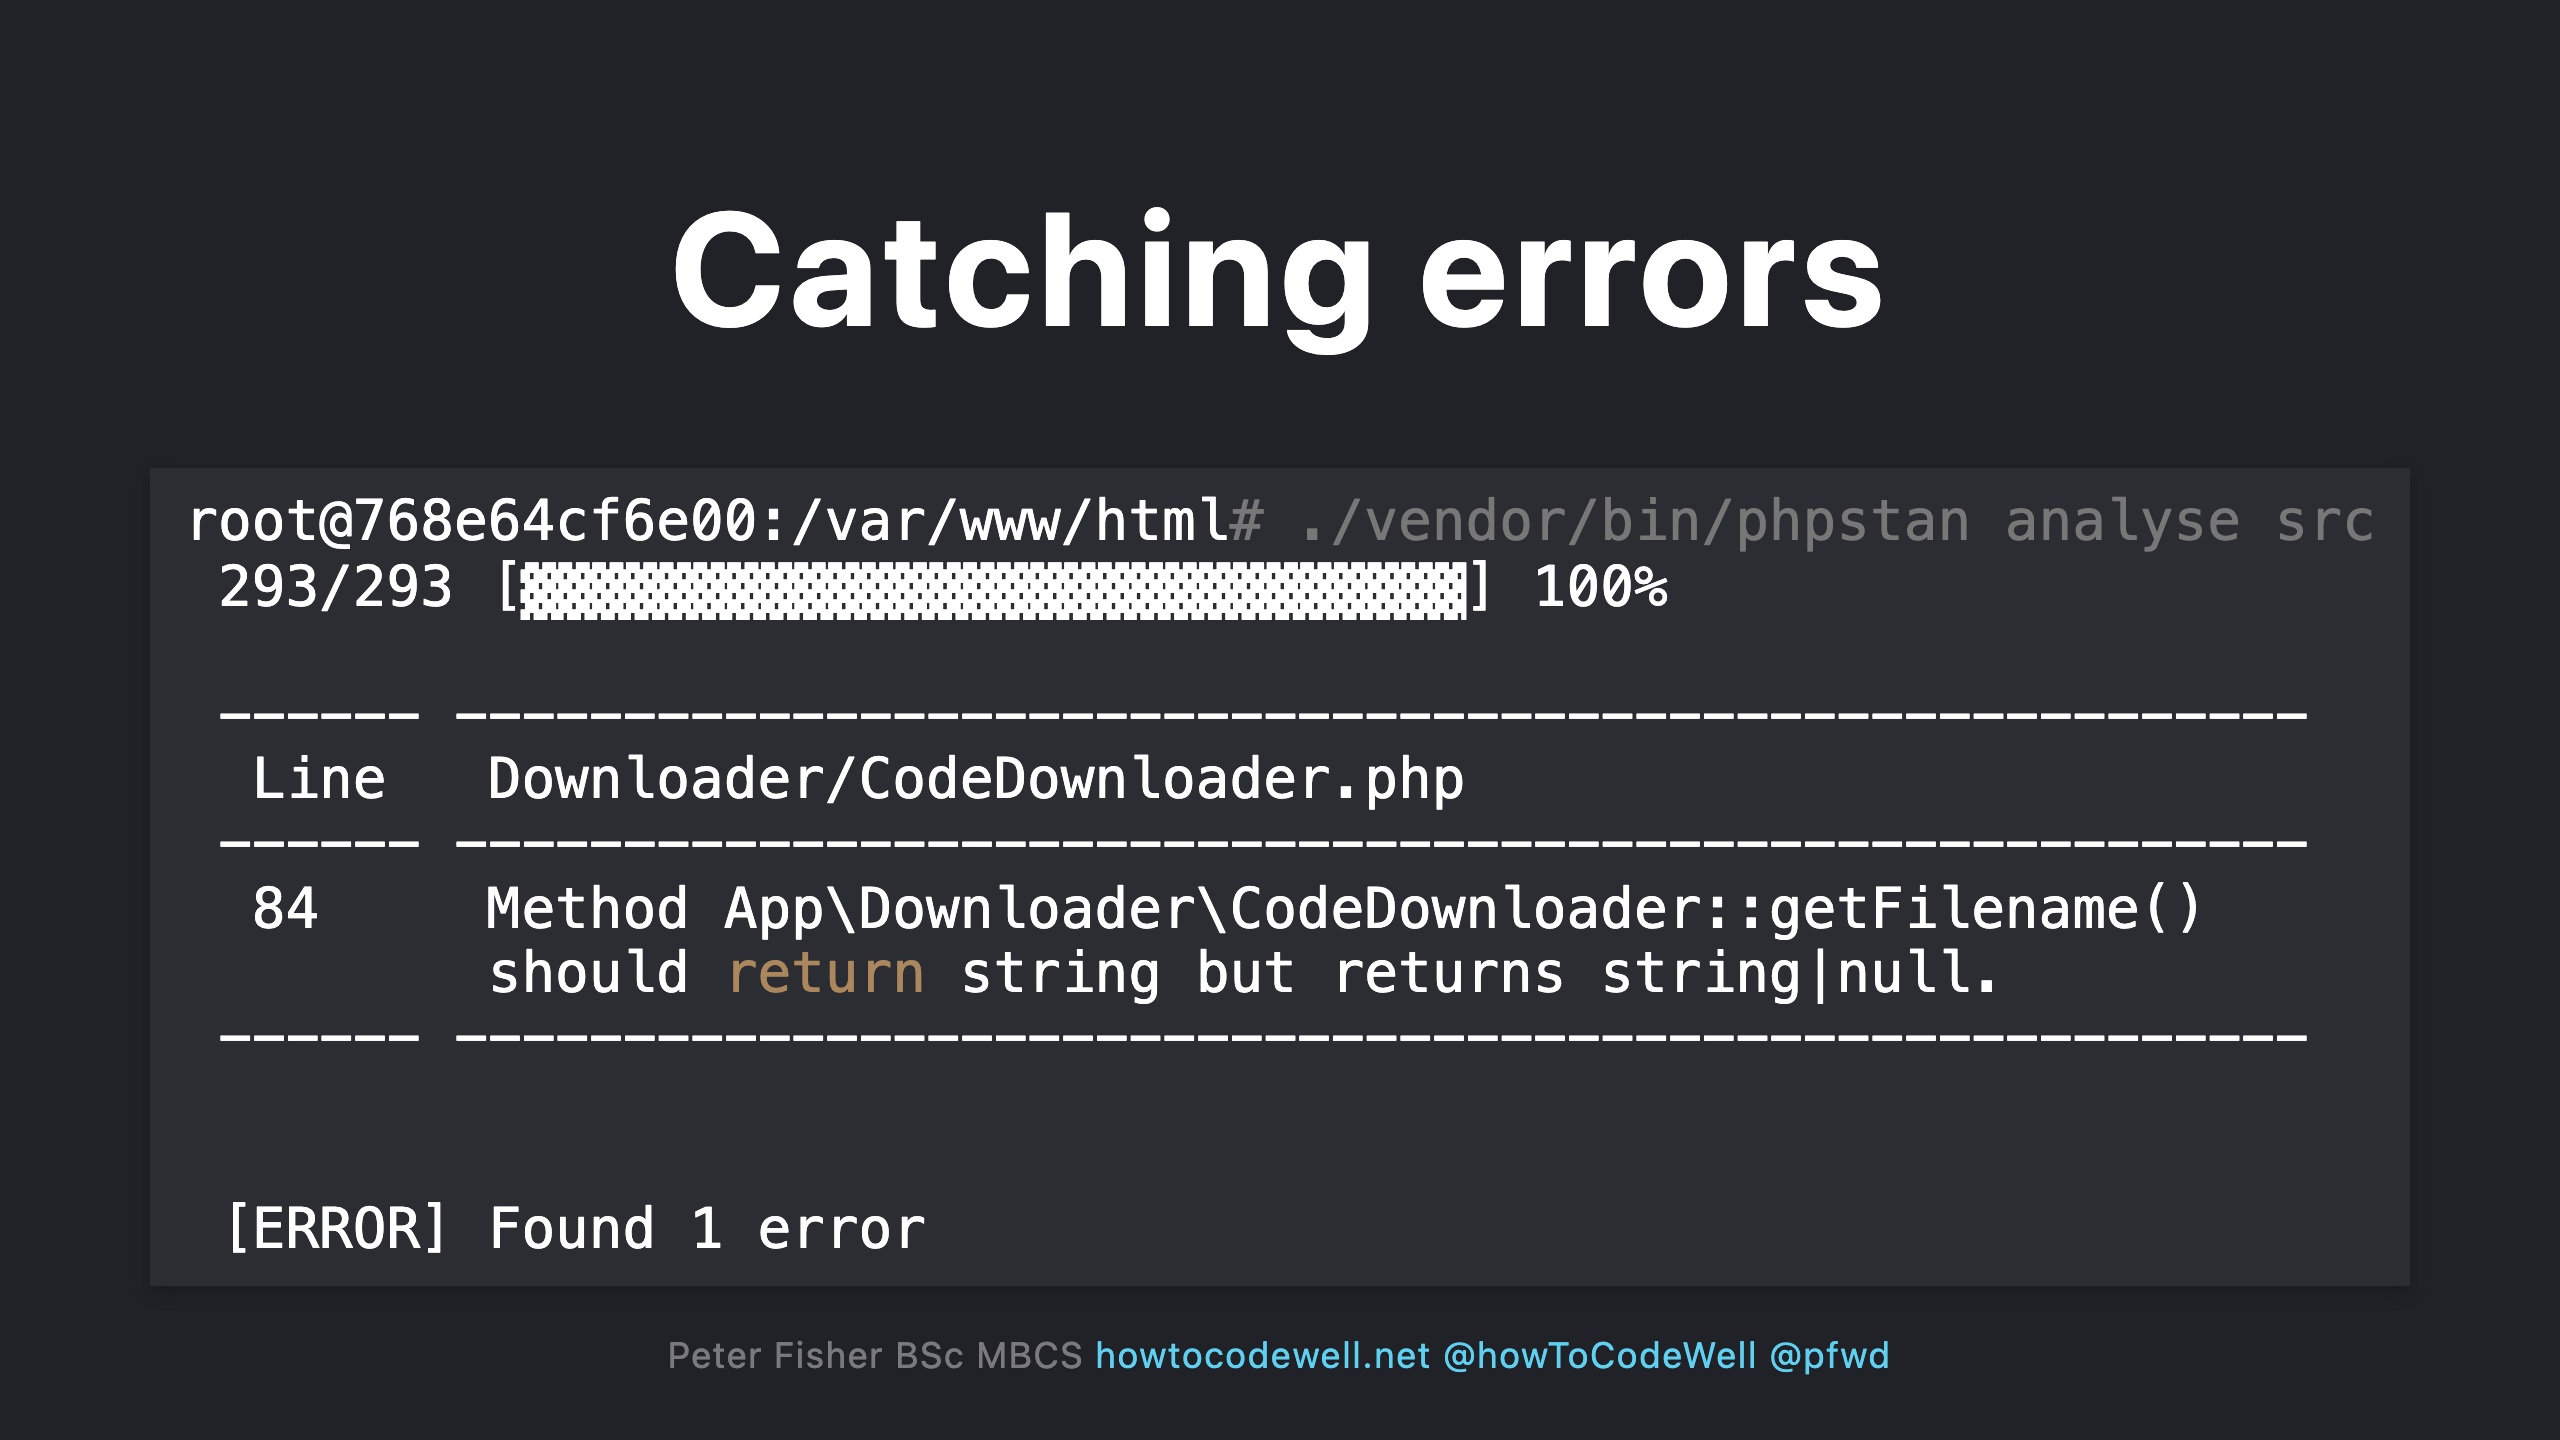 Catching errors
root@768e64cf6e00:/var/www/html# ./vendor/bin/phpstan analyse src
293/293 [▓▓▓▓▓▓▓▓▓▓▓▓▓▓▓▓▓▓▓▓▓▓▓▓▓▓▓▓] 100%
------ -------------------------------------------------------
Line Downloader/CodeDownloader.php
------ -------------------------------------------------------
84 Method App\Downloader\CodeDownloader::getFilename()
should return string but returns string|null.
------ -------------------------------------------------------
[ERROR] Found 1 error
Peter Fisher BSc MBCS howtocodewell.net @howToCodeWell @pfwd